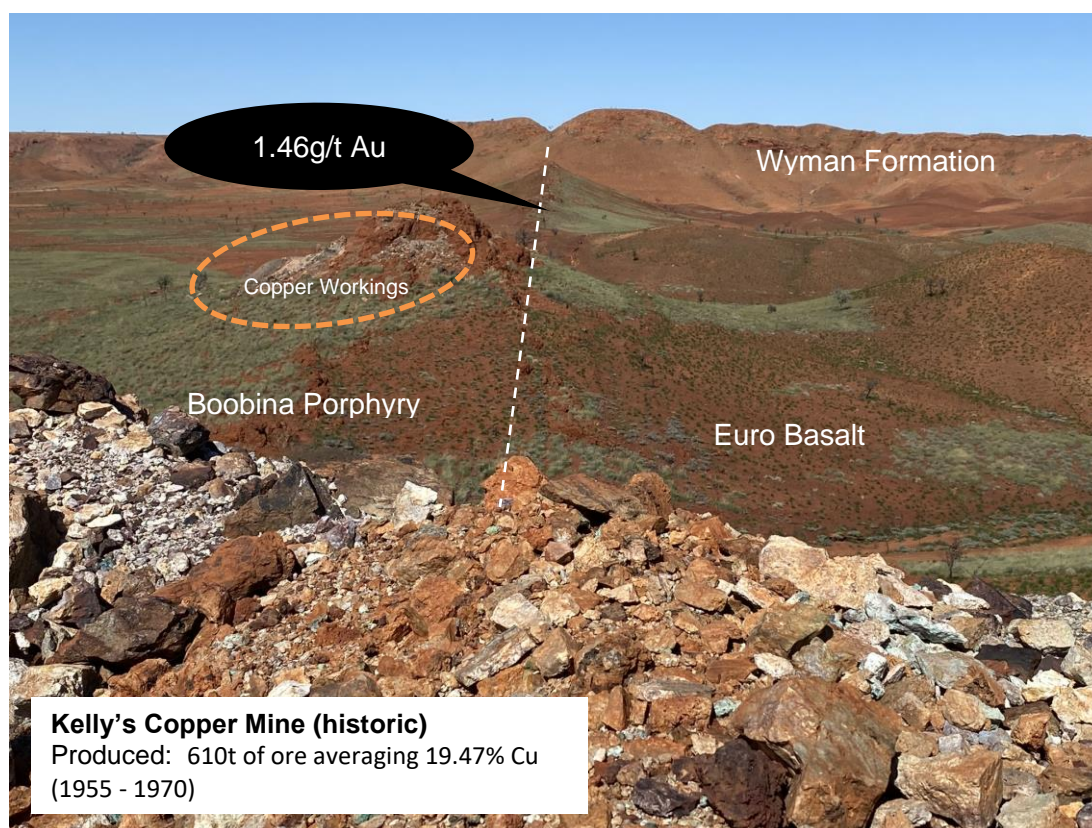 1.46g/t Au
Wyman Formation
Copper Workings
Boobina Porphyry
Euro Basalt
Kelly's Copper Mine (historic)
Produced: 610t of ore averaging 19.47% Cu
(1955 - 1970)